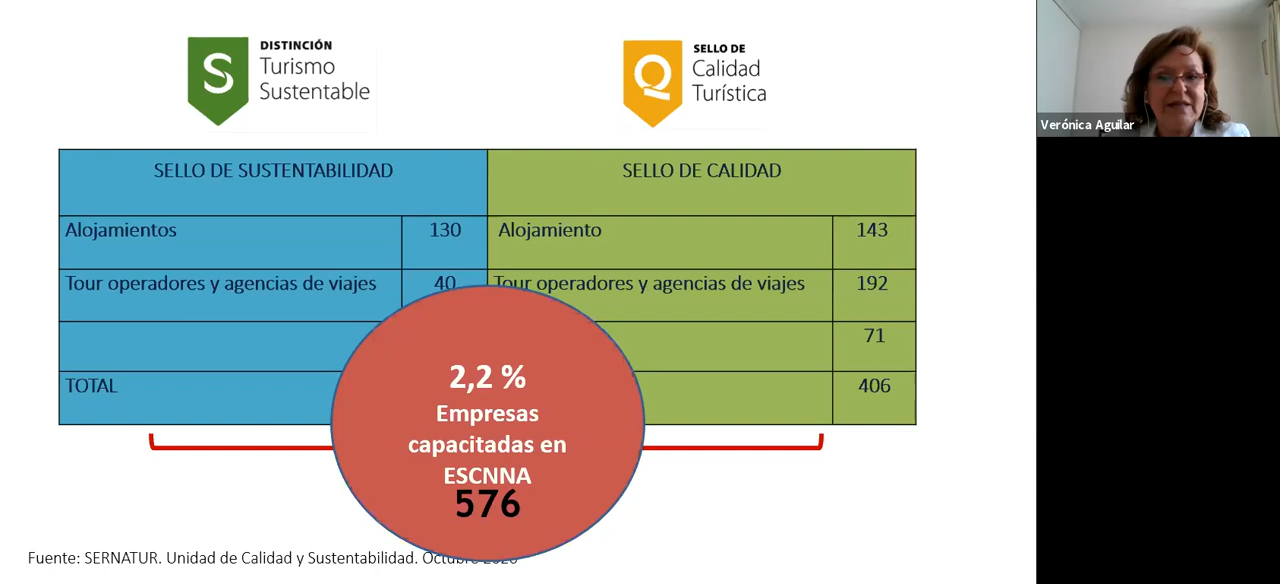 DISTINCIÓN
Turismo
Sustentable
SELLO DE
Calidad
Turística
Verónica Aguilar
SELLO DE SUSTENTABILIDAD
SELLO DE CALIDAD
Alojamientos
130
Alojamiento
143
Tour operadores y agencias de viajes
40
Tour operadores y agencias de viajes
192
71
TOTAL
406
2,2 %
Empresas
capacitadas en
ESCNNA
576
Fuente: SERNATUR. Unidad de Calidad y Sustentabilidad. Octubre 2020